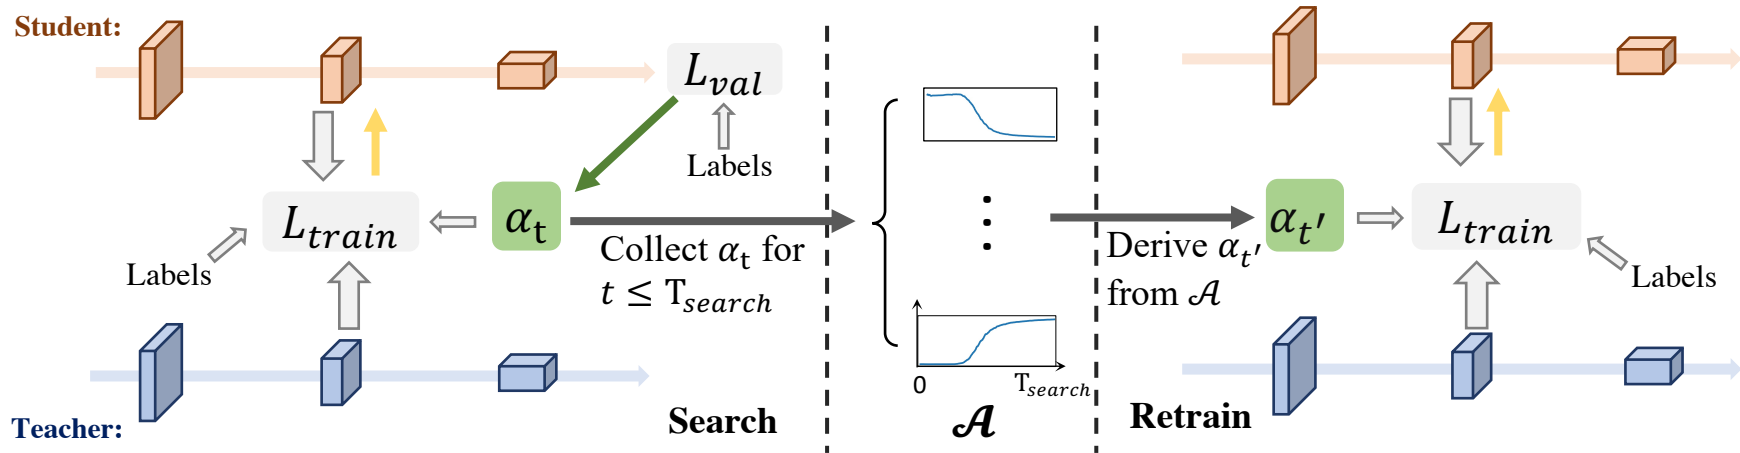 Student:
L_val
Labels
L_train
α_t
Labels
Collect α_t for
t ≤ T_search
Teacher:
Search
0
T_search
𝓐
Derive α_t′
from 𝒜
Retrain
α_t′
L_train
Labels